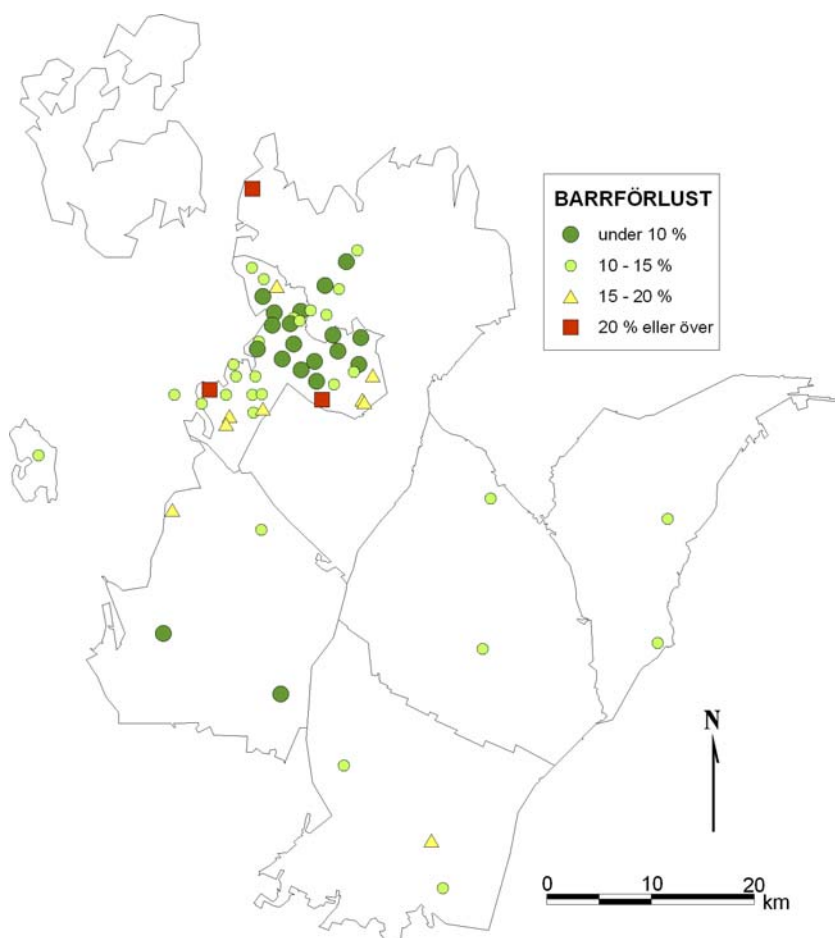 BARRFÖRLUST
under 10 %
10 - 15 %
15 - 20 %
20 % eller över
N
0 10 20
km